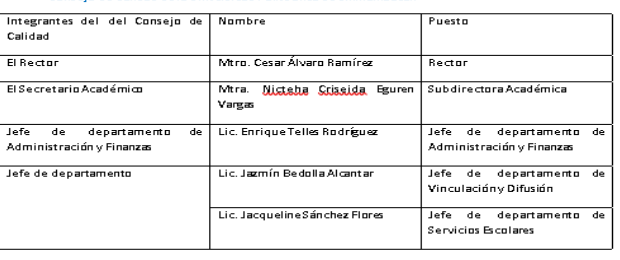 Integrantes del del Consejo de Calidad
Nombre
Puesto
El Rector
Mtro. Cesar Álvaro Ramírez
Rector
El Secretario Académico
Mtra. Nicteha Criseida Eguren Vargas
Subdirectora Académica
Jefe de departamento de Administración y Finanzas
Lic. Enrique Telles Rodríguez
Jefe de departamento de Administración y Finanzas
Jefe de departamento
Lic. Jazmín Bedolla Alcantar
Jefe de departamento de Vinculación y Difusión
Lic. Jacqueline Sánchez Flores
Jefe de departamento de Servicios Escolares